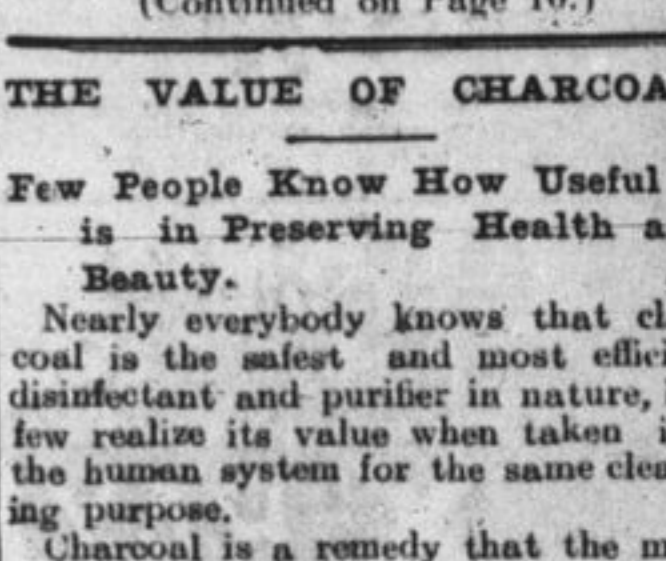 (Continued on Page 10.)
THE VALUE OF CHARCOA
Few People Know How Useful
is in Preserving Health a
Beauty.
Nearly everybody knows that ch
coal is the safest and most effici
disinfectant and purifier in nature,
few realize its value when taken i
the human system for the same clea
ing purpose.
Charcoal is a remedy that the m